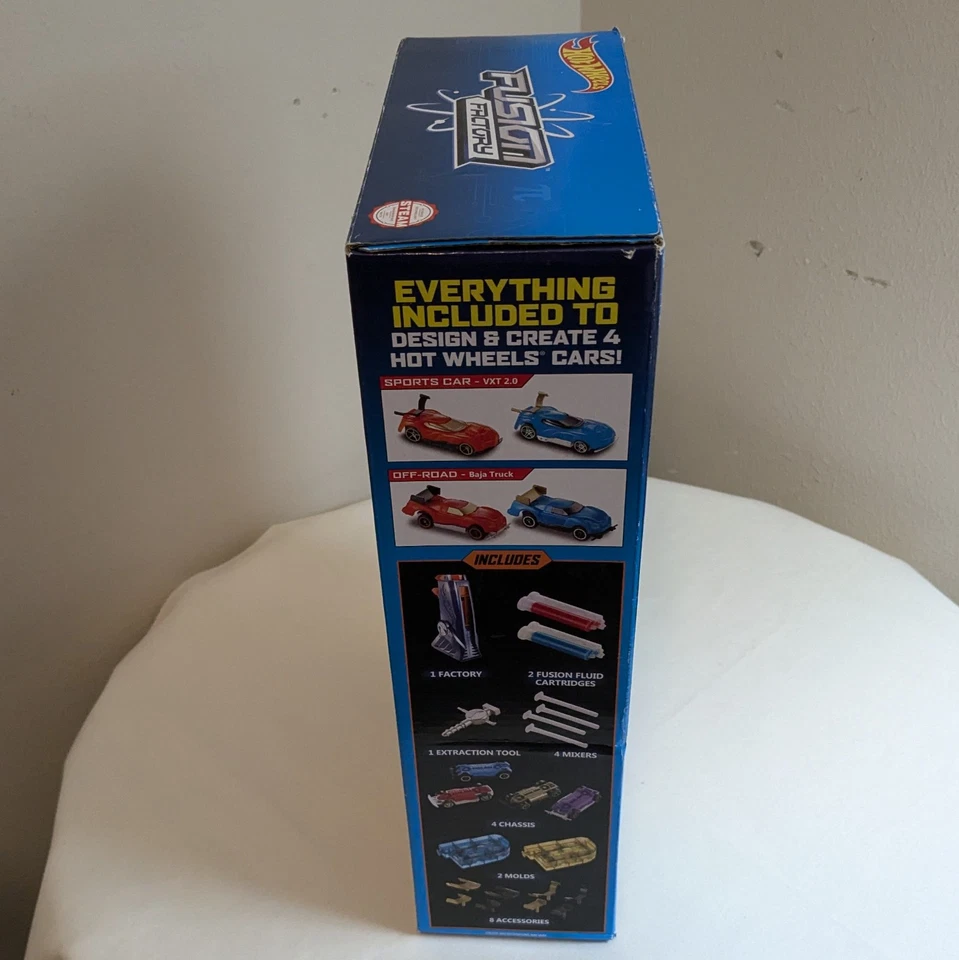 HOT WHEELS
FUSION
FACTORY
STEAM
EVERYTHING
INCLUDED TO
DESIGN & CREATE 4
HOT WHEELS® CARS!
SPORTS CAR - VXT 2.0
OFF-ROAD - Baja Truck
INCLUDES
1 FACTORY
2 FUSION FLUID
CARTRIDGES
1 EXTRACTION TOOL
4 MIXERS
4 CHASSIS
2 MOLDS
8 ACCESSORIES